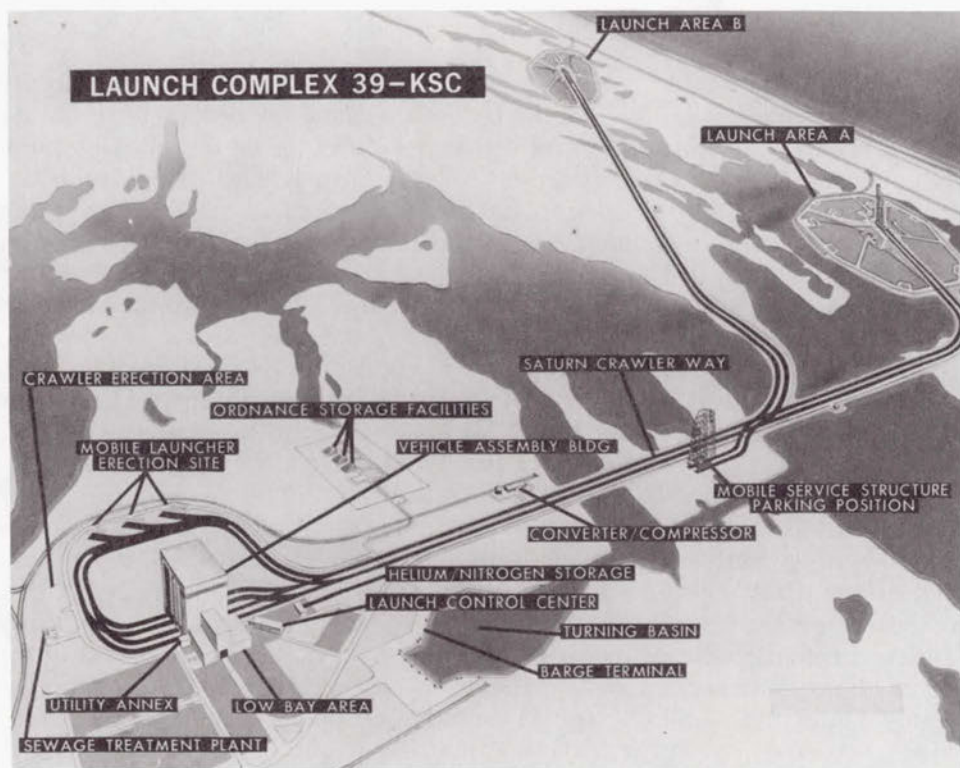 LAUNCH AREA B
LAUNCH COMPLEX 39-KSC
LAUNCH AREA A
SATURN CRAWLER WAY
CRAWLER ERECTION AREA
ORDNANCE STORAGE FACILITIES
MOBILE LAUNCHER
ERECTION SITE
VEHICLE ASSEMBLY BLDG.
MOBILE SERVICE STRUCTURE
PARKING POSITION
CONVERTER/COMPRESSOR
HELIUM/NITROGEN STORAGE
LAUNCH CONTROL CENTER
TURNING BASIN
BARGE TERMINAL
UTILITY ANNEX
LOW BAY AREA
SEWAGE TREATMENT PLANT